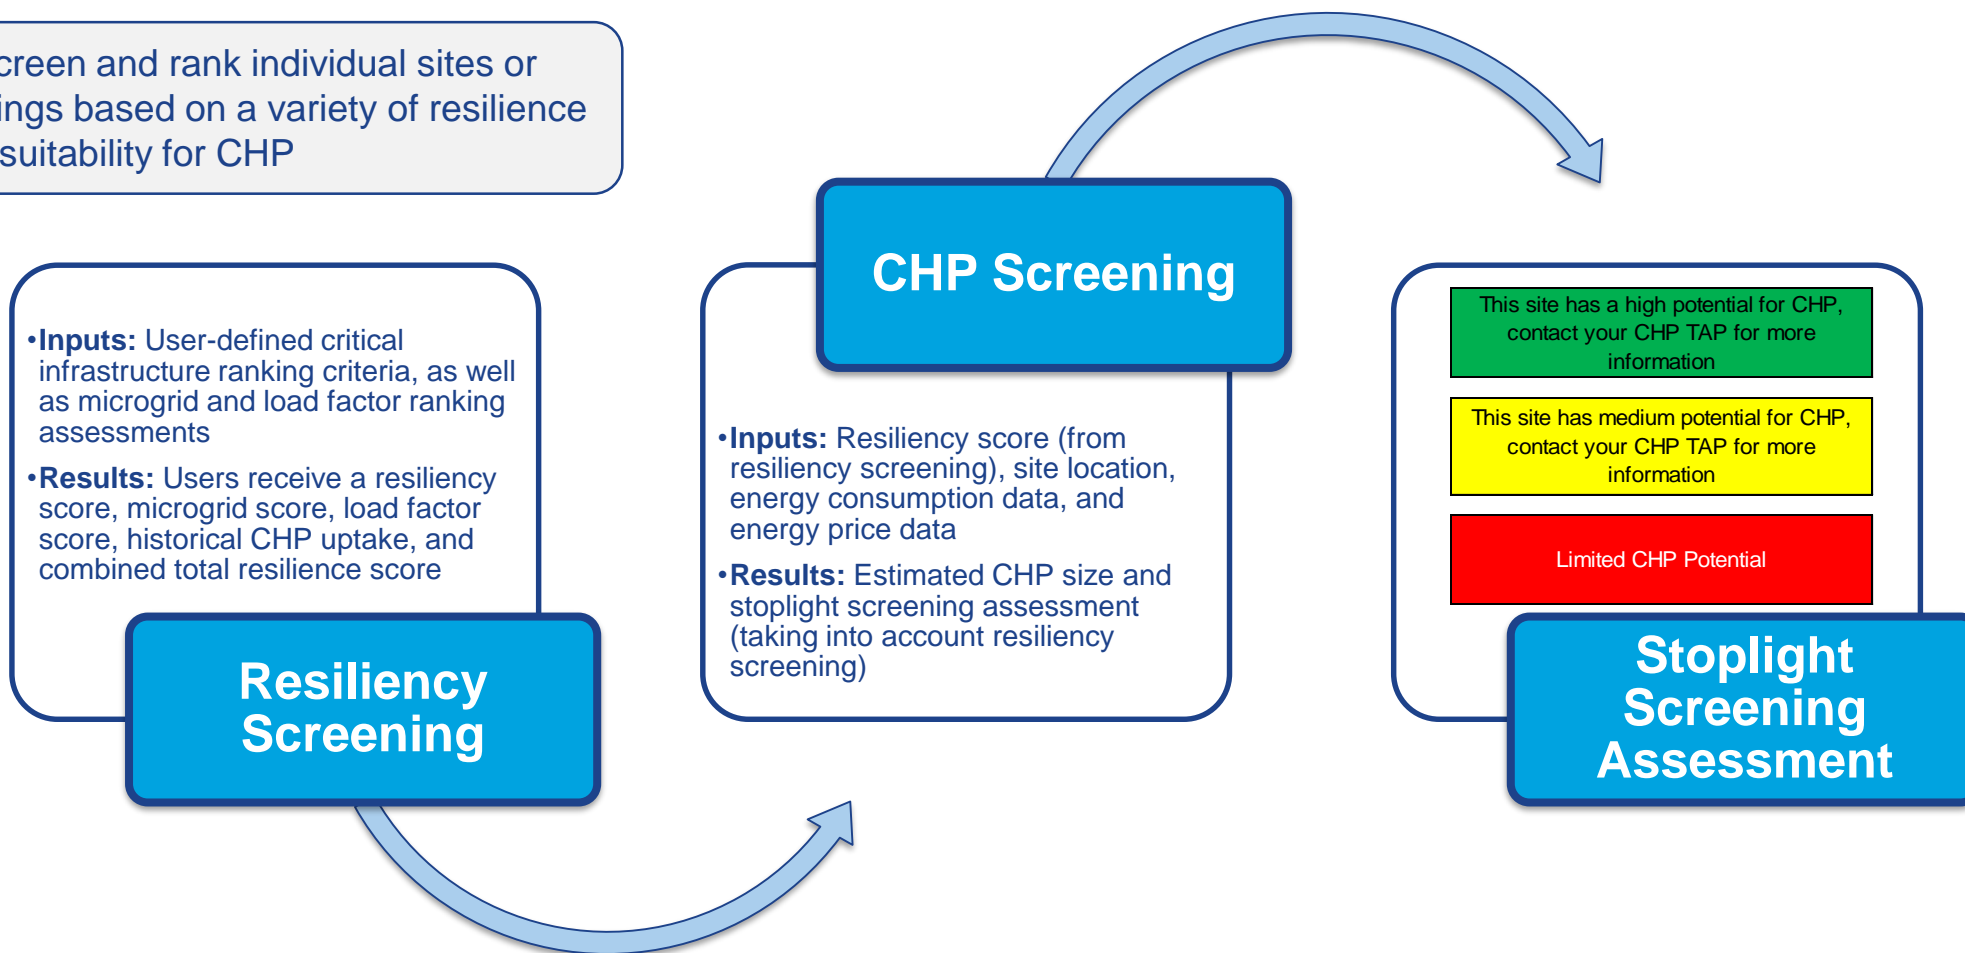 creen and rank individual sites or
ings based on a variety of resilience
suitability for CHP
•Inputs: User-defined critical
infrastructure ranking criteria, as well
as microgrid and load factor ranking
assessments
•Results: Users receive a resiliency
score, microgrid score, load factor
score, historical CHP uptake, and
combined total resilience score
Resiliency
Screening
CHP Screening
•Inputs: Resiliency score (from
resiliency screening), site location,
energy consumption data, and
energy price data
•Results: Estimated CHP size and
stoplight screening assessment
(taking into account resiliency
screening)
This site has a high potential for CHP,
contact your CHP TAP for more
information
This site has medium potential for CHP,
contact your CHP TAP for more
information
Limited CHP Potential
Stoplight
Screening
Assessment